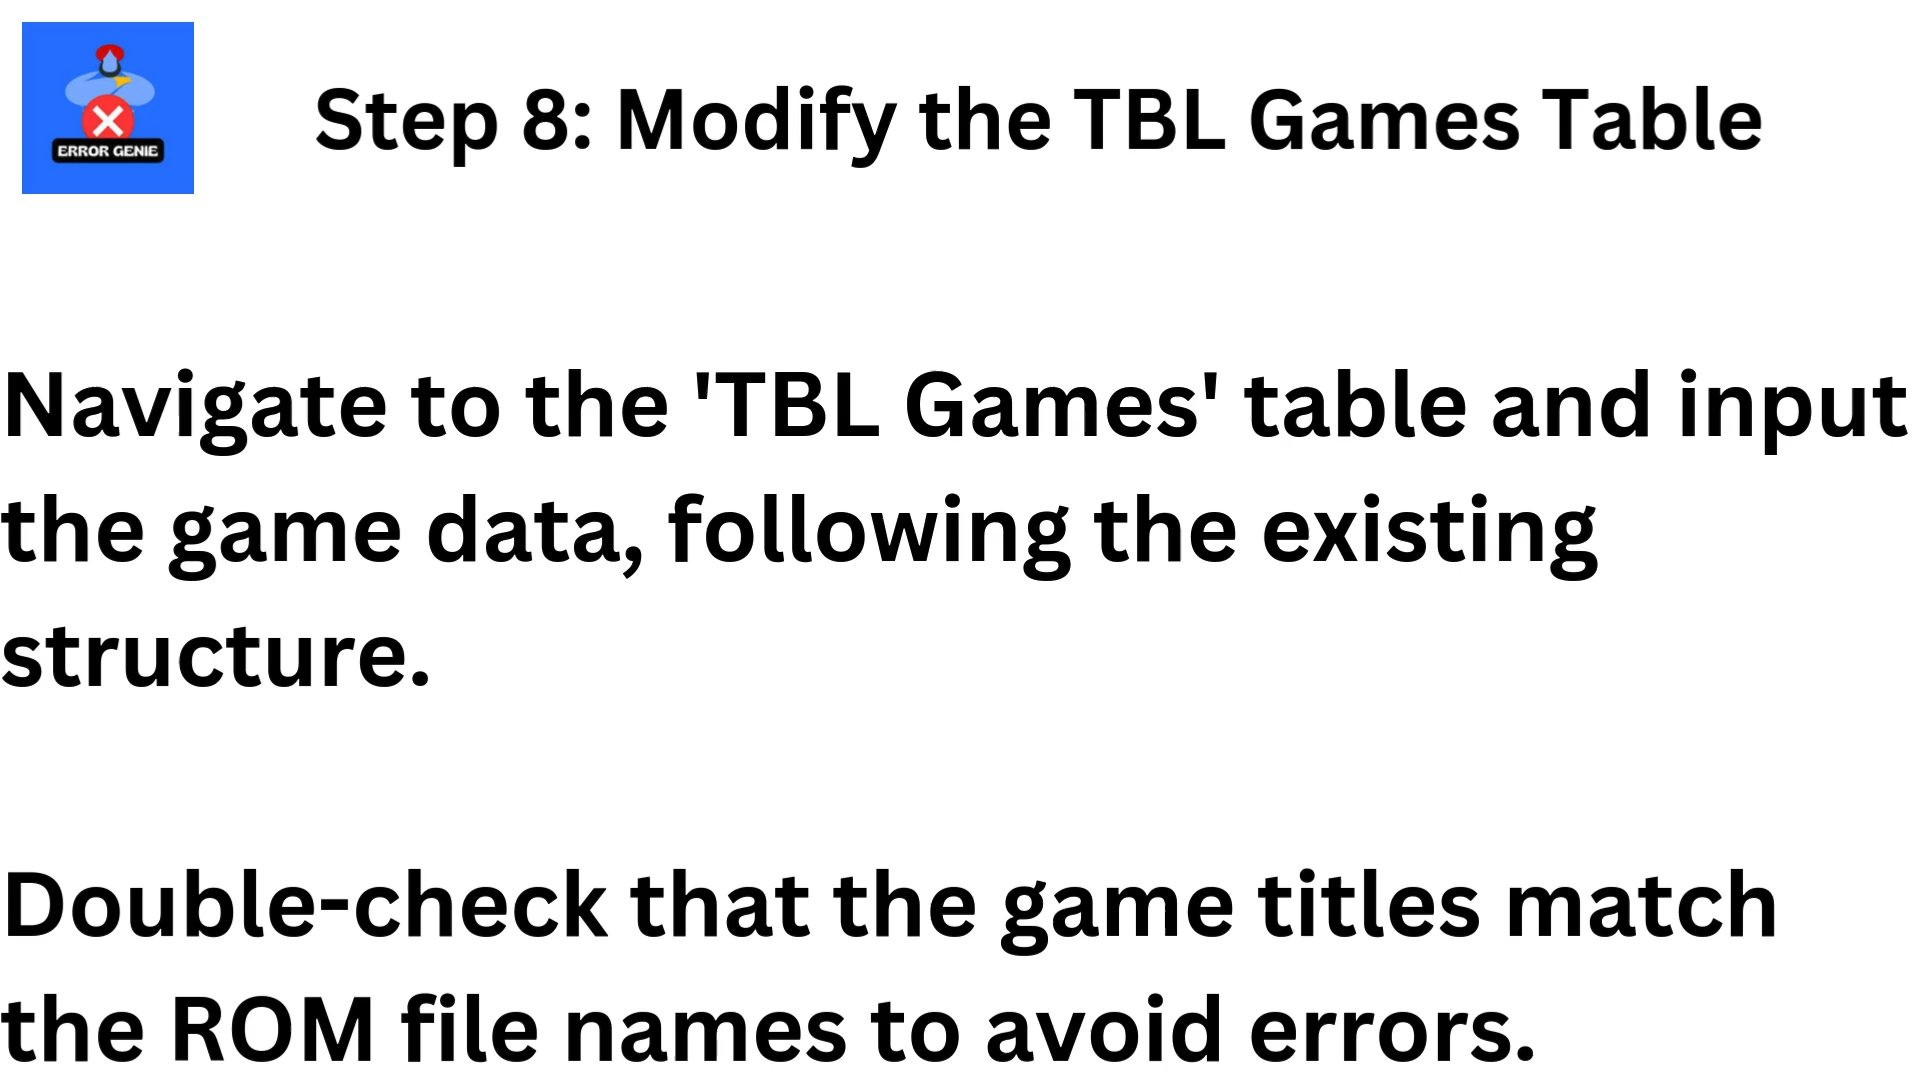 ERROR GENIE
Step 8: Modify the TBL Games Table
Navigate to the 'TBL Games' table and input
the game data, following the existing
structure.
Double-check that the game titles match
the ROM file names to avoid errors.